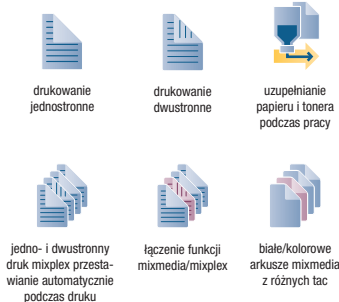 drukowanie
jednostronne
drukowanie
dwustronne
uzupełnianie
papieru i tonera
podczas pracy
jedno- i dwustronny
druk mixplex przesta-
wianie automatycznie
podczas druku
łączenie funkcji
mixmedia/mixplex
białe/kolorowe
arkusze mixmedia
z różnych tac